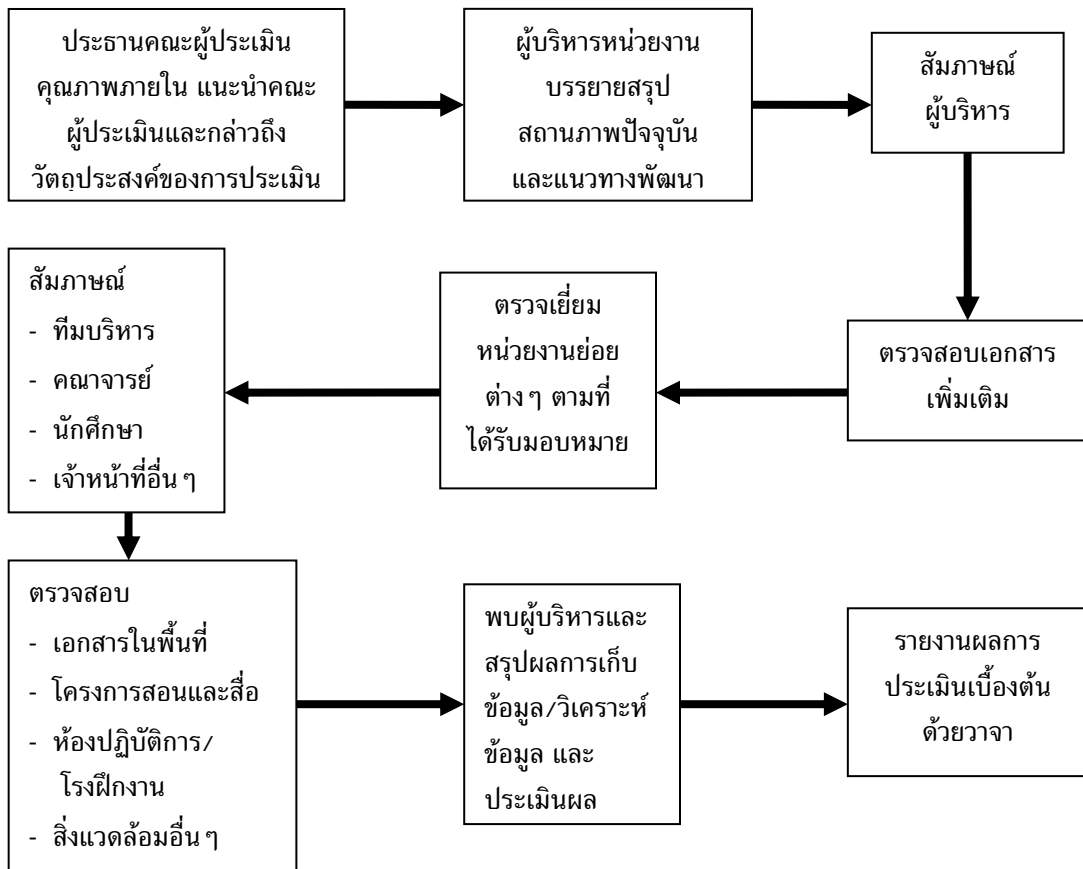 ประธานคณะผู้ประเมิน
คุณภาพภายใน แนะนำคณะ
ผู้ประเมินและกล่าวถึง
วัตถุประสงค์ของการประเมิน
ผู้บริหารหน่วยงาน
บรรยายสรุป
สถานภาพปัจจุบัน
และแนวทางพัฒนา
สัมภาษณ์
ผู้บริหาร
ตรวจสอบเอกสาร
เพิ่มเติม
ตรวจเยี่ยม
หน่วยงานย่อย
ต่าง ๆ ตามที่
ได้รับมอบหมาย
สัมภาษณ์
- ทีมบริหาร
- คณาจารย์
- นักศึกษา
- เจ้าหน้าที่อื่น ๆ
ตรวจสอบ
- เอกสารในพื้นที่
- โครงการสอนและสื่อ
- ห้องปฏิบัติการ/
โรงฝึกงาน
- สิ่งแวดล้อมอื่น ๆ
พบผู้บริหารและ
สรุปผลการเก็บ
ข้อมูล/วิเคราะห์
ข้อมูล และ
ประเมินผล
รายงานผลการ
ประเมินเบื้องต้น
ด้วยวาจา